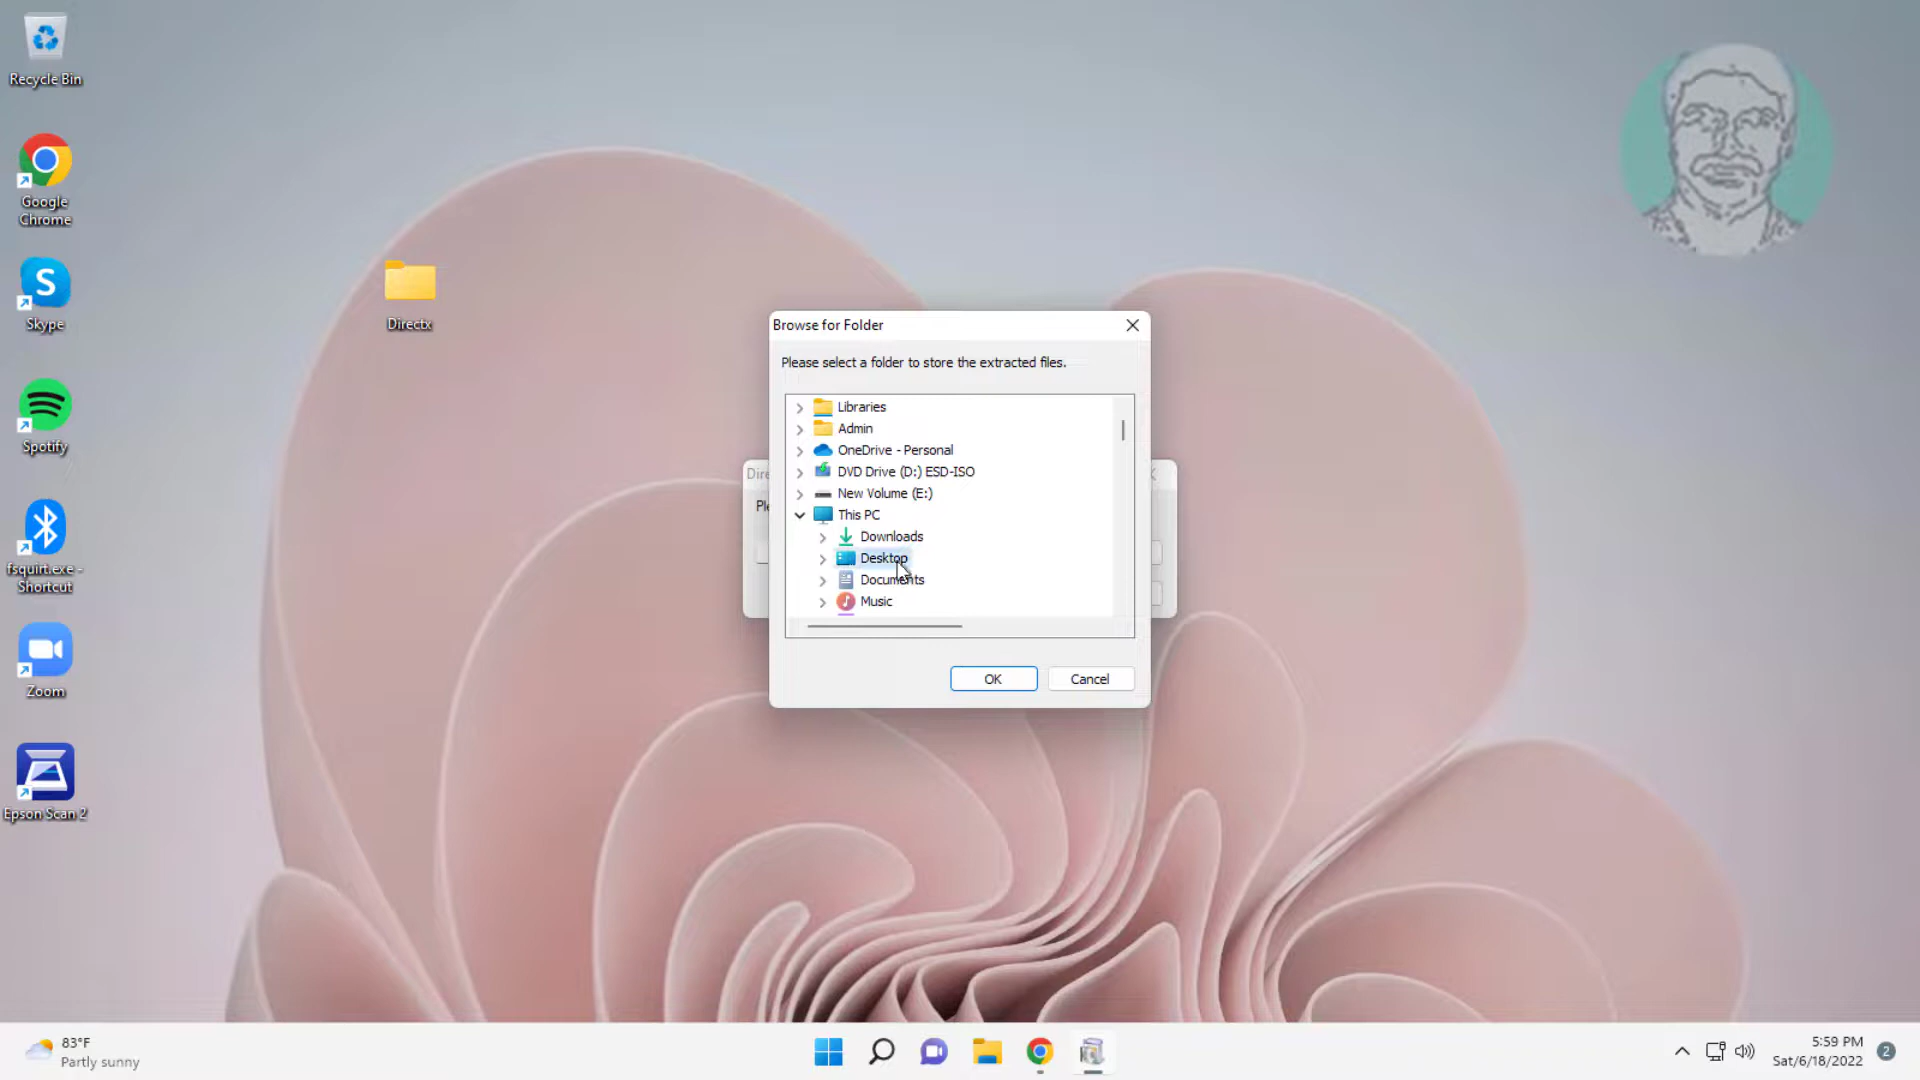 Recycle Bin
Google
Chrome
Skype
Spotify
fsquirt.exe -
Shortcut
Zoom
Epson Scan 2
Directx
Browse for Folder
Please select a folder to store the extracted files.
Libraries
Admin
OneDrive - Personal
DVD Drive (D:) ESD-ISO
New Volume (E:)
This PC
Downloads
Desktop
Documents
Music
OK
Cancel
83°F
Partly sunny
5:59 PM
Sat/6/18/2022
2